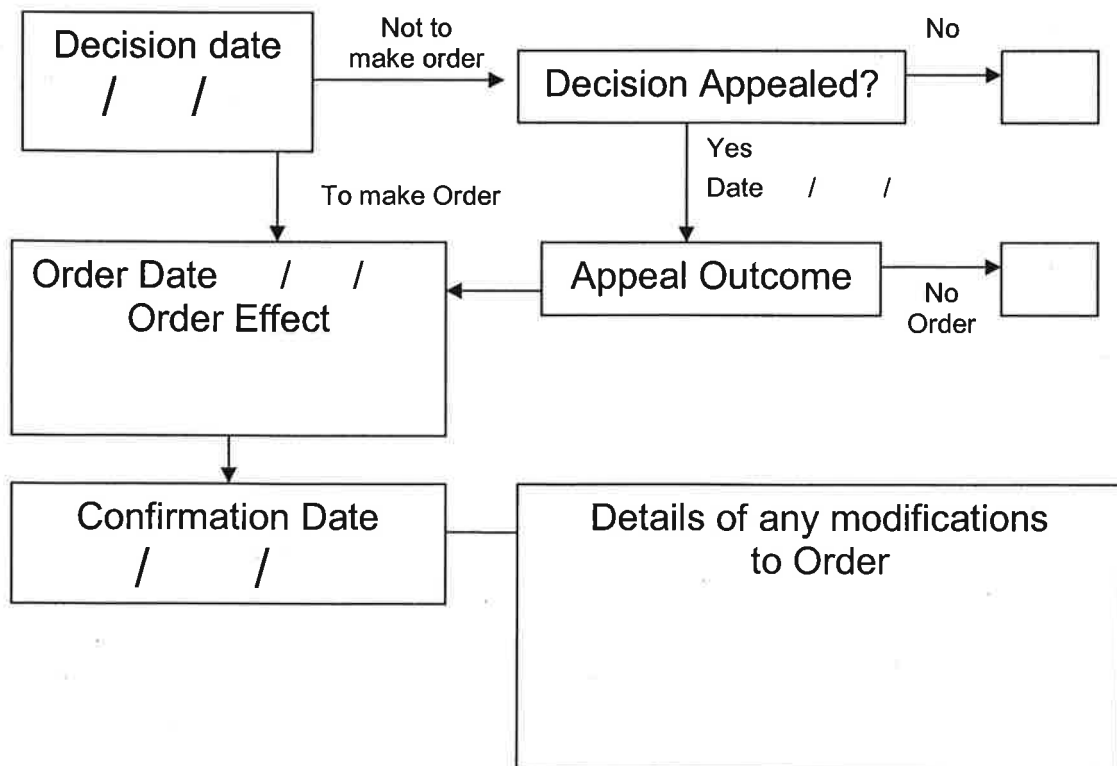 Decision date
/ /
Not to
make order
Decision Appealed?
No
Yes
Date / /
To make Order
Order Date / /
Order Effect
Appeal Outcome
No
Order
Confirmation Date
/ /
Details of any modifications
to Order